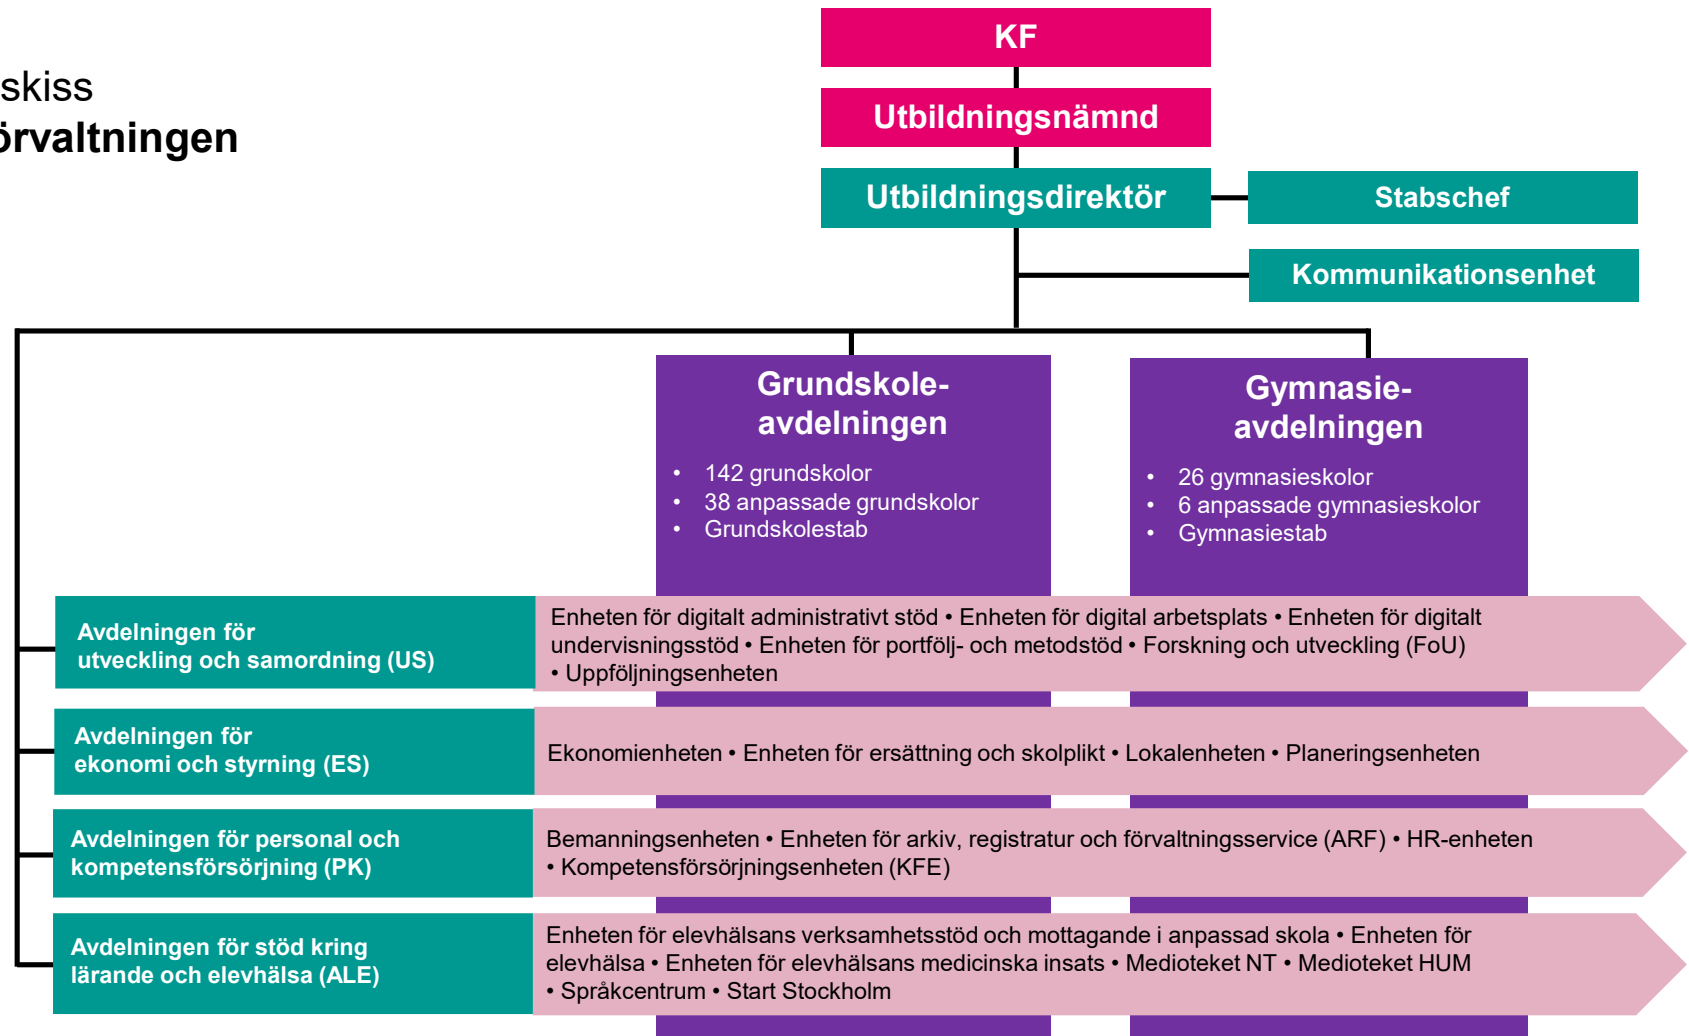 skiss
örvaltningen
KF
Utbildningsnämnd
Utbildningsdirektör
Stabschef
Kommunikationsenhet
Grundskole-
avdelningen
• 142 grundskolor
• 38 anpassade grundskolor
• Grundskolestab
Gymnasie-
avdelningen
• 26 gymnasieskolor
• 6 anpassade gymnasieskolor
• Gymnasiestab
Avdelningen för
utveckling och samordning (US)
Enheten för digitalt administrativt stöd • Enheten för digital arbetsplats • Enheten för digitalt
undervisningsstöd • Enheten för portfölj- och metodstöd • Forskning och utveckling (FoU)
• Uppföljningsenheten
Avdelningen för
ekonomi och styrning (ES)
Ekonomienheten • Enheten för ersättning och skolplikt • Lokalenheten • Planeringsenheten
Avdelningen för personal och
kompetensförsörjning (PK)
Bemanningsenheten • Enheten för arkiv, registratur och förvaltningsservice (ARF) • HR-enheten
• Kompetensförsörjningsenheten (KFE)
Avdelningen för stöd kring
lärande och elevhälsa (ALE)
Enheten för elevhälsans verksamhetsstöd och mottagande i anpassad skola • Enheten för
elevhälsa • Enheten för elevhälsans medicinska insats • Medioteket NT • Medioteket HUM
• Språkcentrum • Start Stockholm